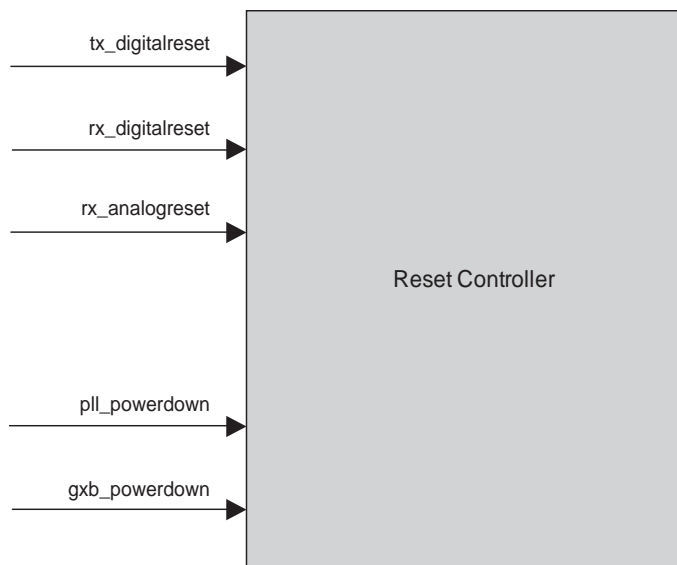 tx_digitalreset
rx_digitalreset
rx_analogreset
Reset Controller
pll_powerdown
gxb_powerdown